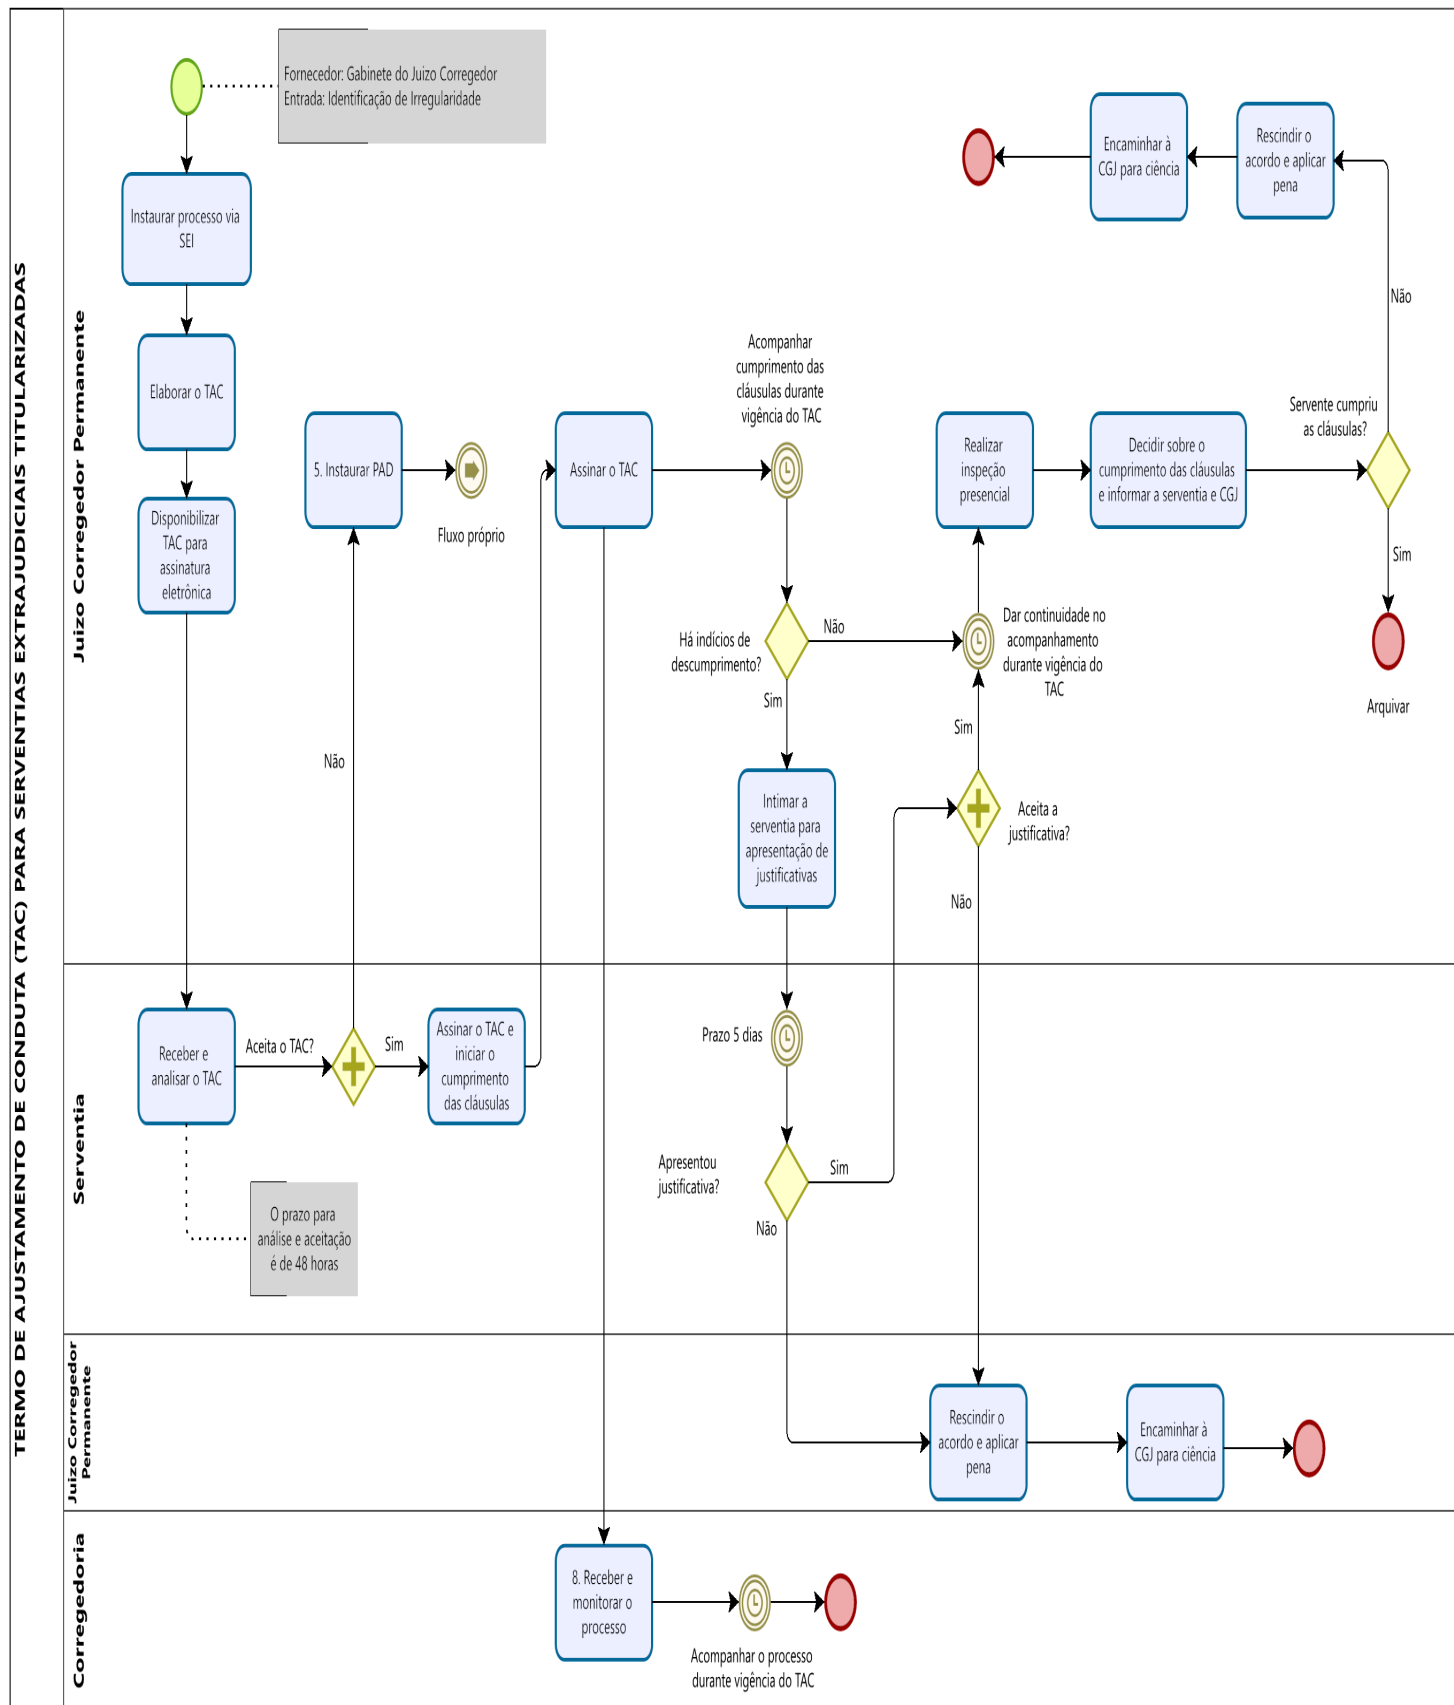 TERMO DE AJUSTAMENTO DE CONDUTA (TAC) PARA SERVENTIAS EXTRAJUDICIAIS TITULARIZADAS
Juizo Corregedor Permanente
Fornecedor: Gabinete do Juizo Corregedor
Entrada: Identificação de Irregularidade
Instaurar processo via
SEI
Elaborar o TAC
Disponibilizar
TAC para
assinatura
eletrônica
5. Instaurar PAD
Fluxo próprio
Não
Assinar o TAC
Acompanhar
cumprimento das
cláusulas durante
vigência do TAC
Há indícios de
descumprimento?
Não
Sim
Intimar a
serventia para
apresentação de
justificativas
Realizar
inspeção
presencial
Dar continuidade no
acompanhamento
durante vigência do
TAC
Sim
Aceita a
justificativa?
Não
Decidir sobre o
cumprimento das cláusulas
e informar a serventia e CGJ
Servente cumpriu
as cláusulas?
Não
Rescindir o
acordo e aplicar
pena
Encaminhar à
CGJ para ciência
Sim
Arquivar
Serventia
Receber e
analisar o TAC
Aceita o TAC?
Sim
Assinar o TAC e
iniciar o
cumprimento
das cláusulas
O prazo para
análise e aceitação
é de 48 horas
Prazo 5 dias
Apresentou
justificativa?
Sim
Não
Juizo Corregedor
Permanente
Rescindir o
acordo e aplicar
pena
Encaminhar à
CGJ para ciência
Corregedoria
8. Receber e
monitorar o
processo
Acompanhar o processo
durante vigência do TAC